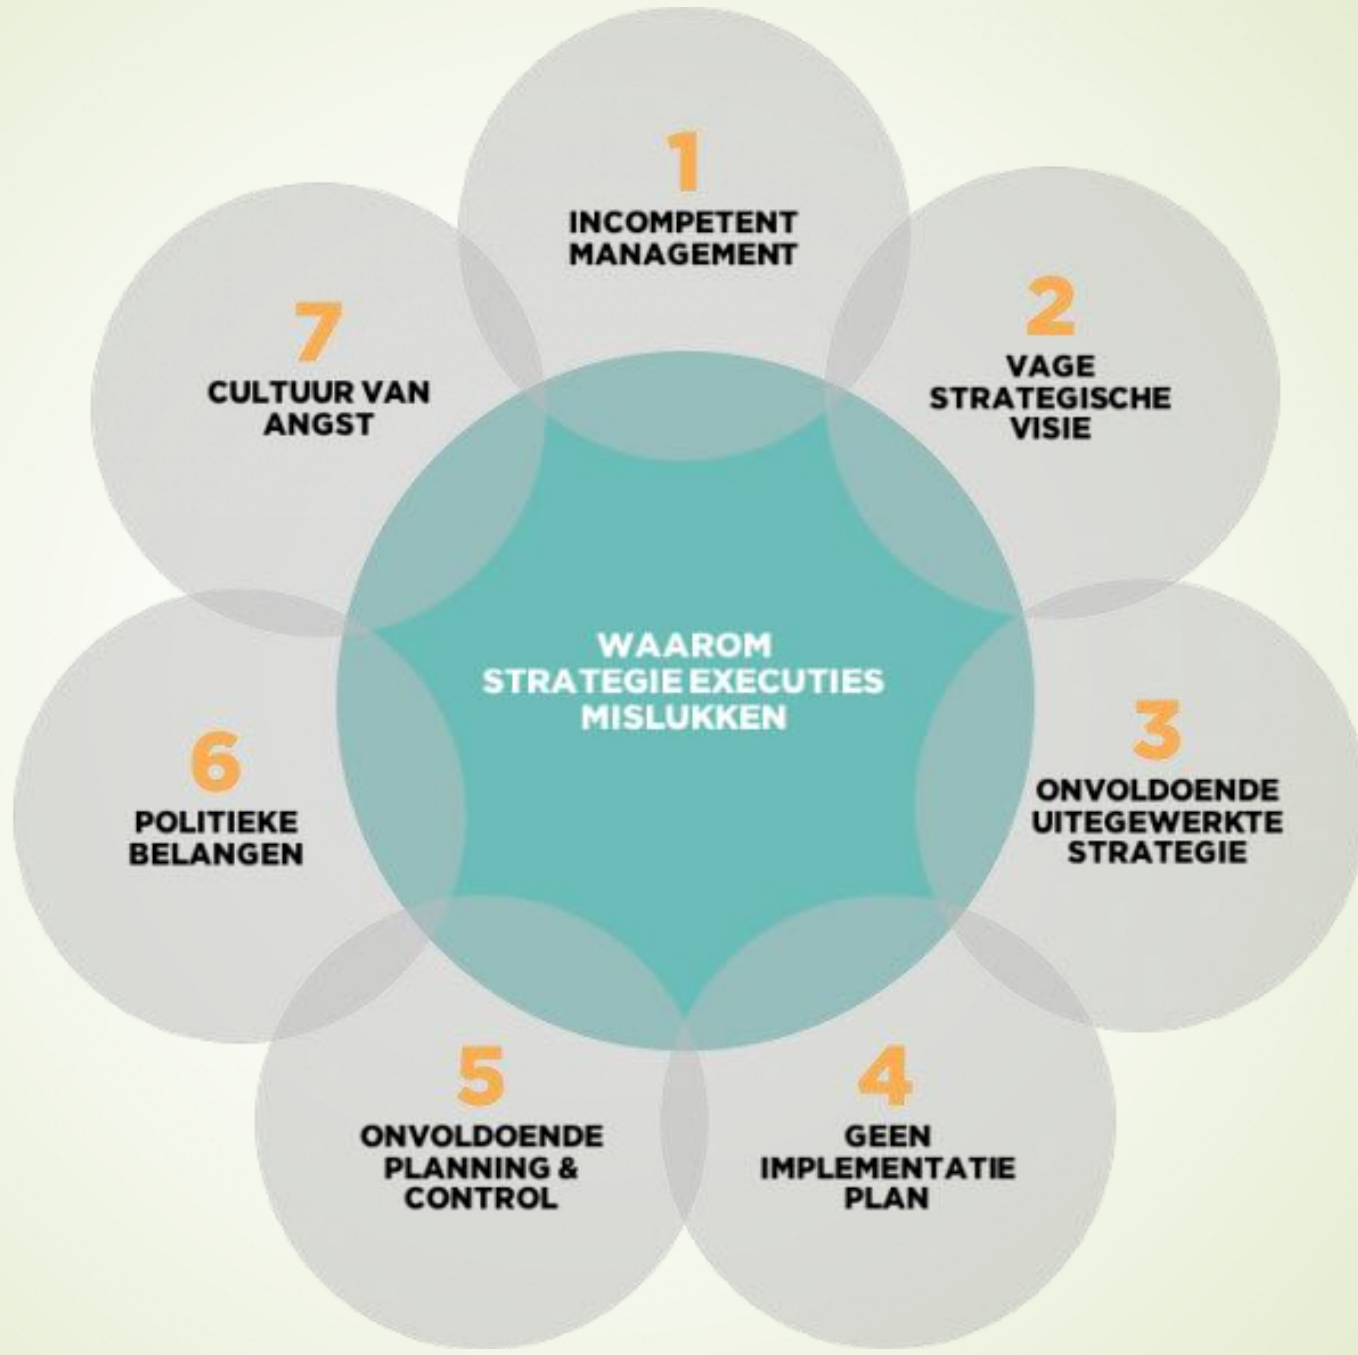 1
INCOMPETENT
MANAGEMENT
2
VAGE
STRATEGISCHE
VISIE
3
ONVOLDOENDE
UITEGEWERKTE
STRATEGIE
4
GEEN
IMPLEMENTATIE
PLAN
5
ONVOLDOENDE
PLANNING &
CONTROL
6
POLITIEKE
BELANGEN
7
CULTUUR VAN
ANGST
WAAROM
STRATEGIE EXECUTIES
MISLUKKEN